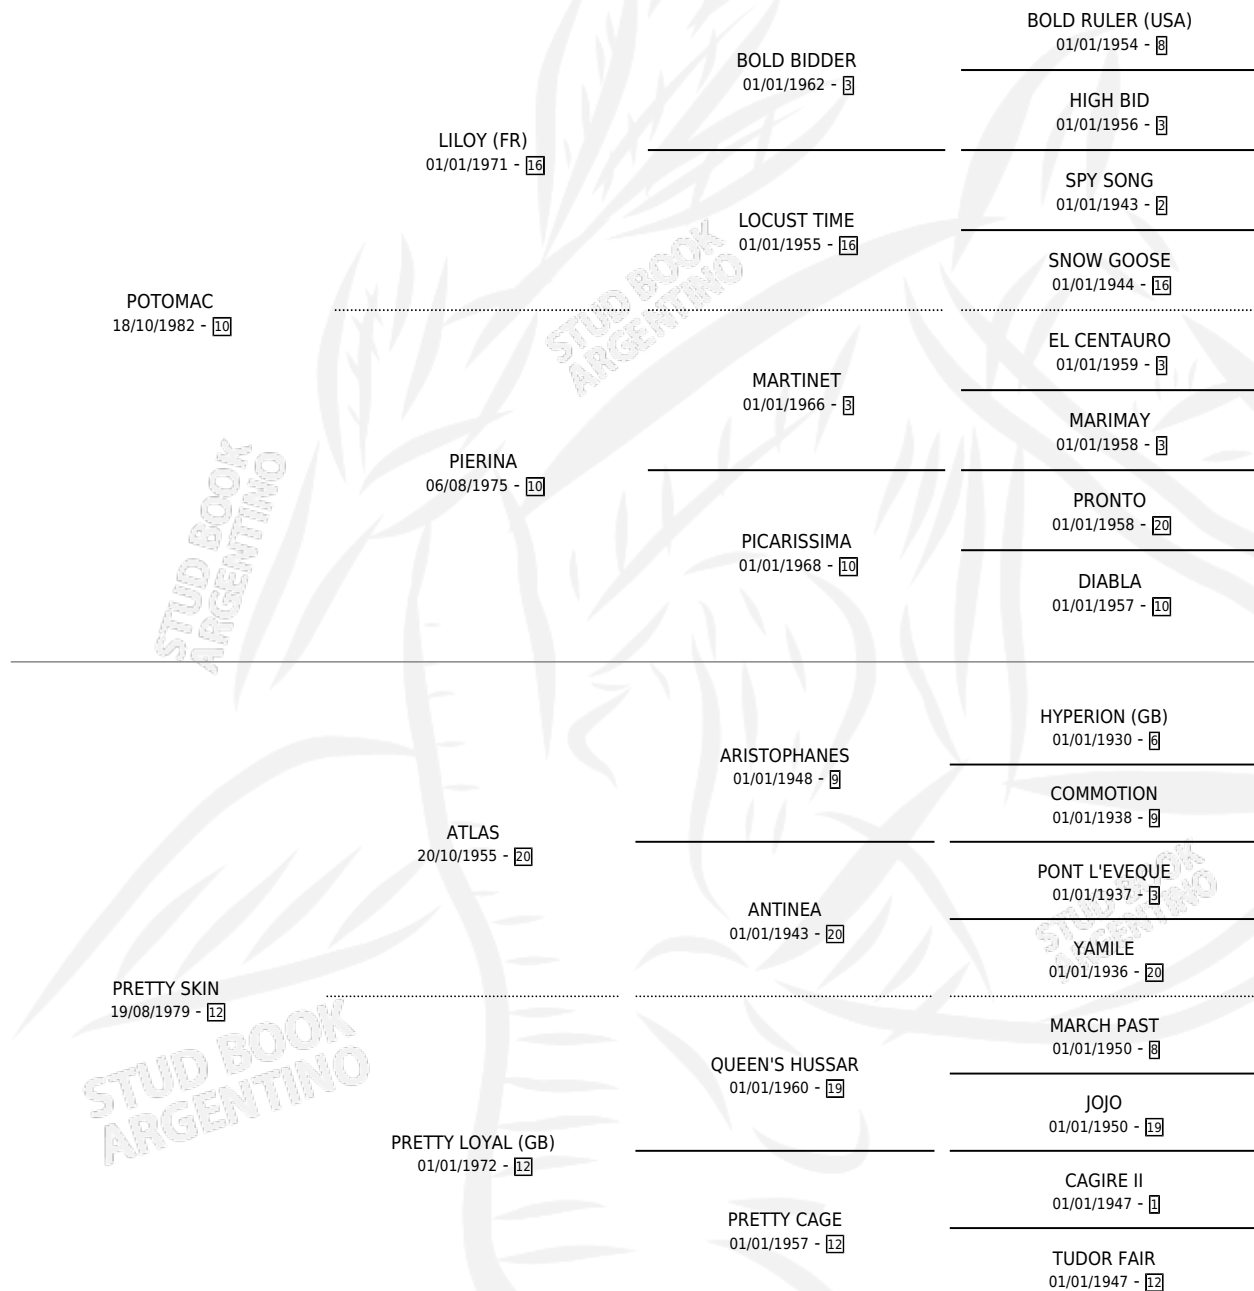 BOLD RULER (USA)
01/01/1954 - 8
BOLD BIDDER
01/01/1962 - 3
HIGH BID
01/01/1956 - 3
LILOY (FR)
01/01/1971 - 16
SPY SONG
01/01/1943 - 2
LOCUST TIME
01/01/1955 - 16
SNOW GOOSE
01/01/1944 - 16
POTOMAC
18/10/1982 - 10
EL CENTAURO
01/01/1959 - 3
MARTINET
01/01/1966 - 3
MARIMAY
01/01/1958 - 3
PIERINA
06/08/1975 - 10
PRONTO
01/01/1958 - 20
PICARISSIMA
01/01/1968 - 10
DIABLA
01/01/1957 - 10
HYPERION (GB)
01/01/1930 - 6
ARISTOPHANES
01/01/1948 - 9
COMMOTION
01/01/1938 - 9
ATLAS
20/10/1955 - 20
PONT L'EVEQUE
01/01/1937 - 3
ANTINEA
01/01/1943 - 20
YAMILE
01/01/1936 - 20
PRETTY SKIN
19/08/1979 - 12
MARCH PAST
01/01/1950 - 8
QUEEN'S HUSSAR
01/01/1960 - 19
JOJO
01/01/1950 - 19
PRETTY LOYAL (GB)
01/01/1972 - 12
CAGIRE II
01/01/1947 - 1
PRETTY CAGE
01/01/1957 - 12
TUDOR FAIR
01/01/1947 - 12
STUD BOOK
ARGENTINO
STUD BOOK
ARGENTINO
STUD BOOK
ARGENTINO
STUD BOOK
ARGENTINO